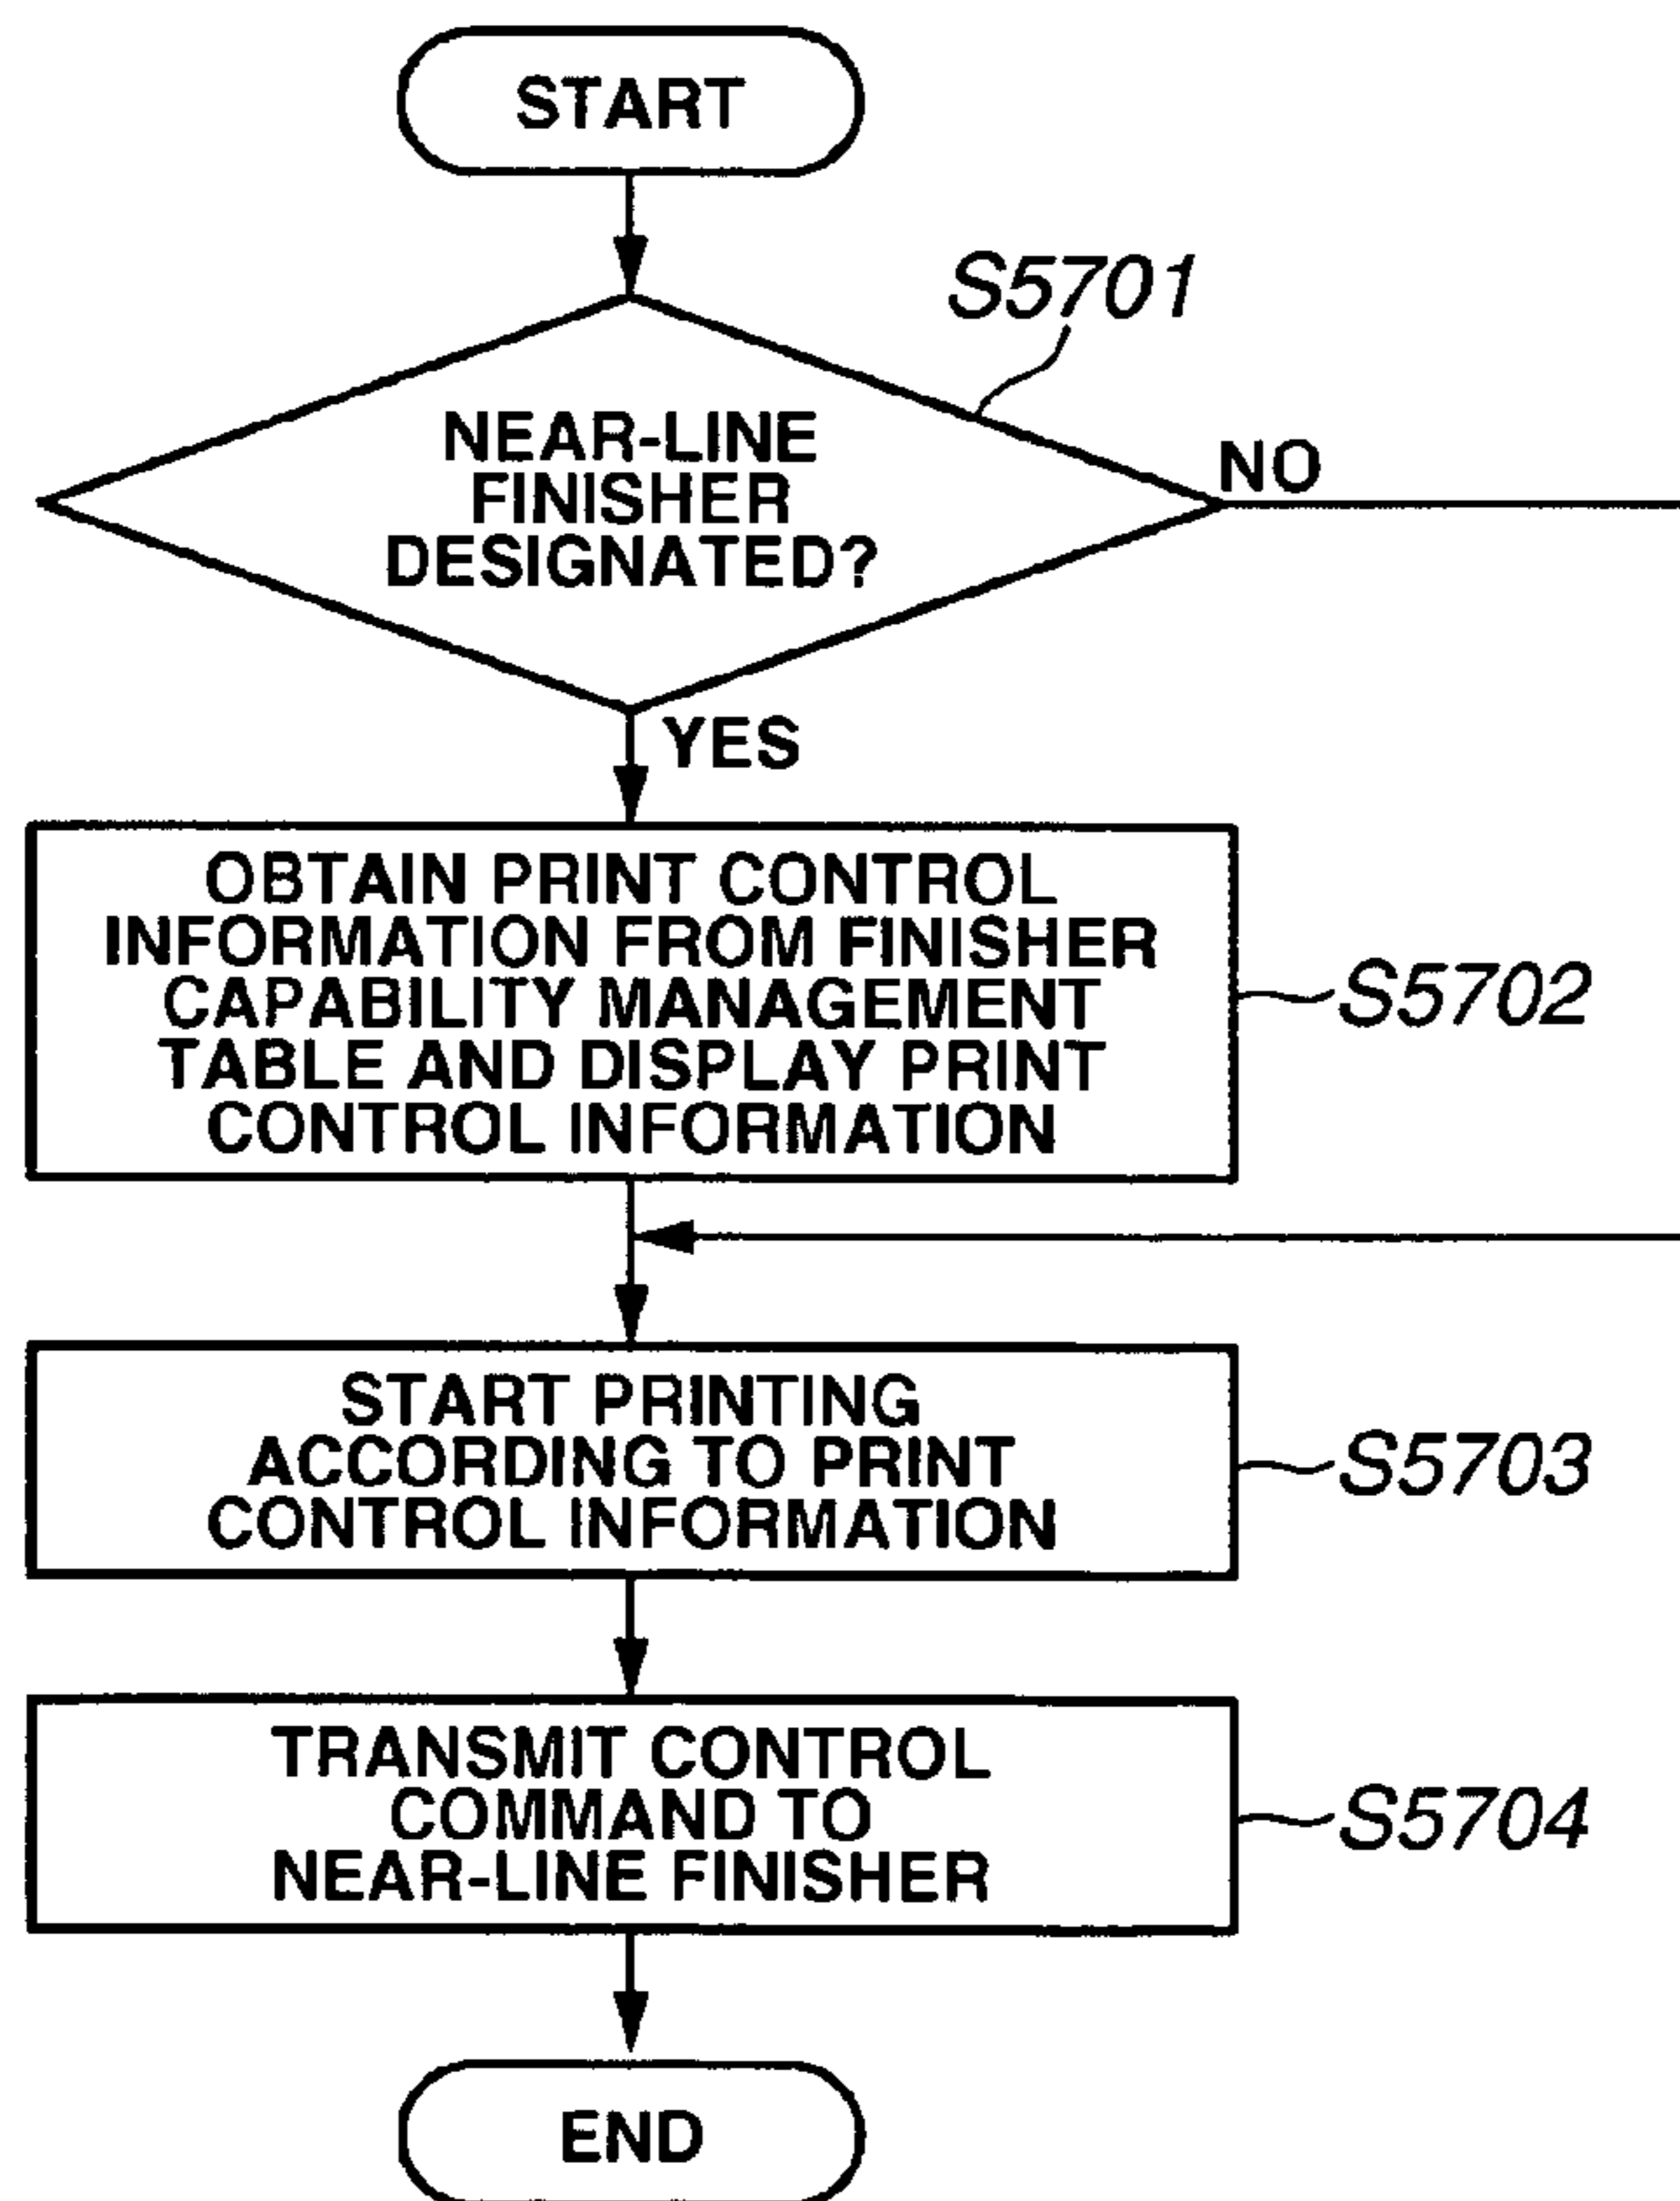 START
S5701
NEAR-LINE
FINISHER
DESIGNATED?
NO
YES
OBTAIN PRINT CONTROL
INFORMATION FROM FINISHER
CAPABILITY MANAGEMENT
TABLE AND DISPLAY PRINT
CONTROL INFORMATION
S5702
START PRINTING
ACCORDING TO PRINT
CONTROL INFORMATION
S5703
TRANSMIT CONTROL
COMMAND TO
NEAR-LINE FINISHER
S5704
END